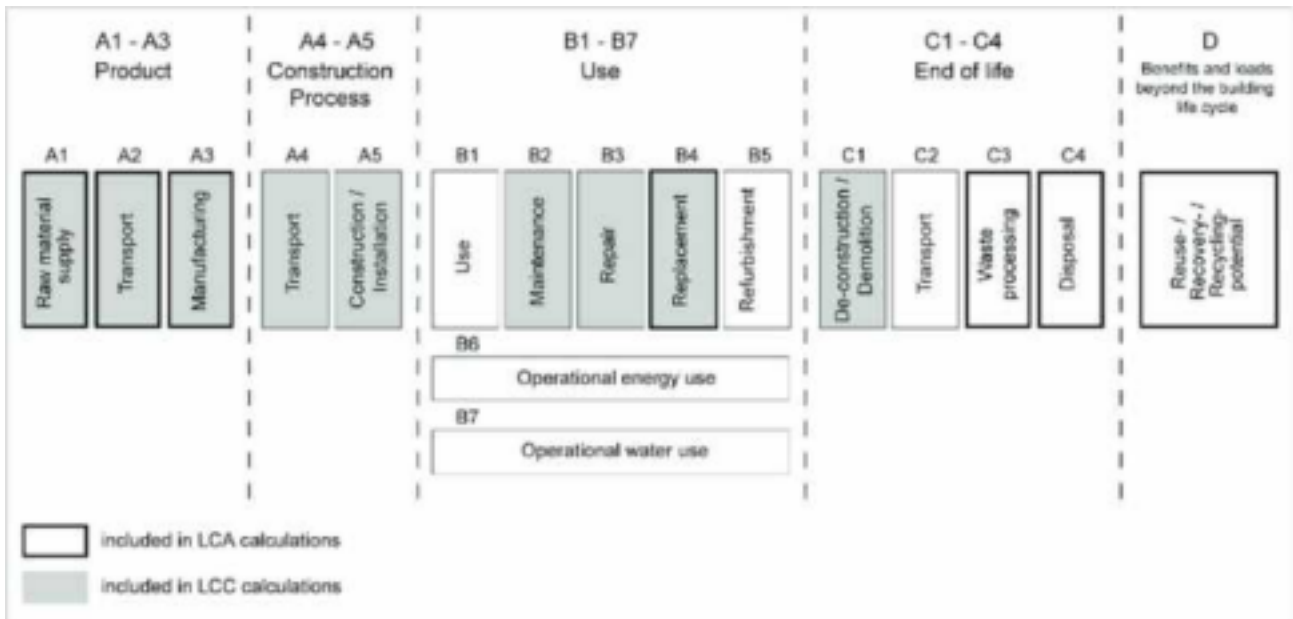 A1 - A3
Product
A4 - A5
Construction
Process
B1 - B7
Use
C1 - C4
End of life
D
Benefits and loads
beyond the building
life cycle
A1
A2
A3
A4
A5
B1
B2
B3
B4
B5
C1
C2
C3
C4
Raw material
supply
Transport
Manufacturing
Transport
Construction /
Installation
Use
Maintenance
Repair
Replacement
Refurbishment
De-construction /
Demolition
Transport
Waste
processing
Disposal
Reuse- /
Recovery- /
Recycling-
potential
B6
Operational energy use
B7
Operational water use
included in LCA calculations
included in LCC calculations